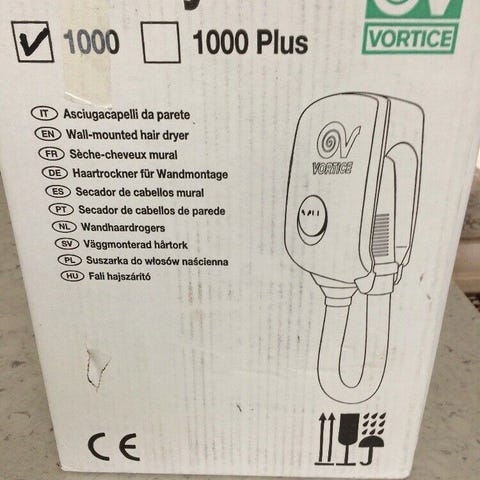 1000 1000 Plus
VORTICE
IT Asciugacapelli da parete
EN Wall-mounted hair dryer
FR Sèche-cheveux mural
DE Haartrockner für Wandmontage
ES Secador de cabellos mural
PT Secador de cabellos de parede
NL Wandhaardrogers
SV Väggmonterad hårtork
PL Suszarka do włosów naścienna
HU Fali hajszárító
VORTICE
CE